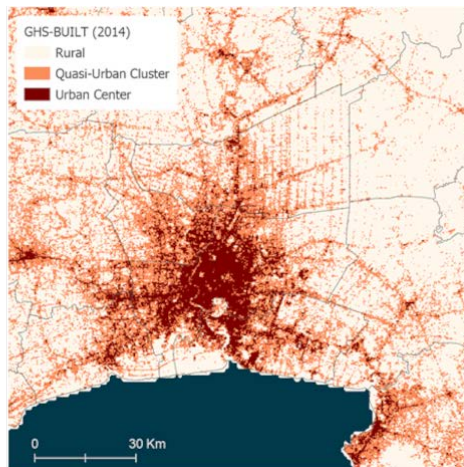 GHS-BUILT (2014)
Rural
Quasi-Urban Cluster
Urban Center
0 30 Km